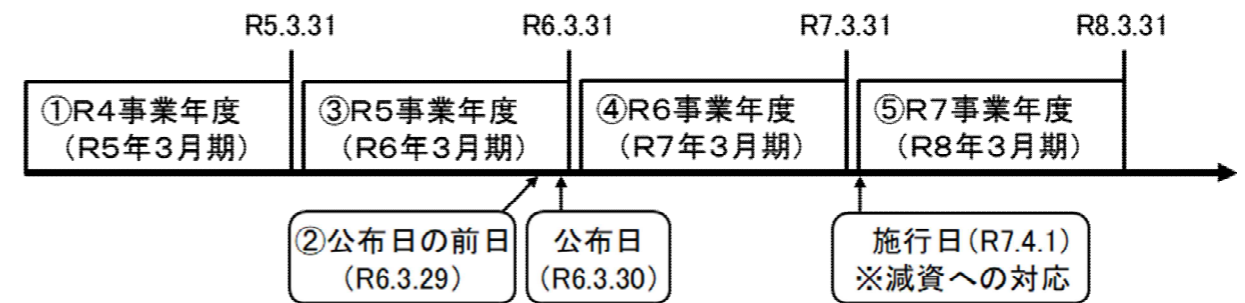 R5.3.31
R6.3.31
R7.3.31
R8.3.31
①R4事業年度
(R5年3月期)
③R5事業年度
(R6年3月期)
④R6事業年度
(R7年3月期)
⑤R7事業年度
(R8年3月期)
②公布日の前日
(R6.3.29)
公布日
(R6.3.30)
施行日(R7.4.1)
※減資への対応